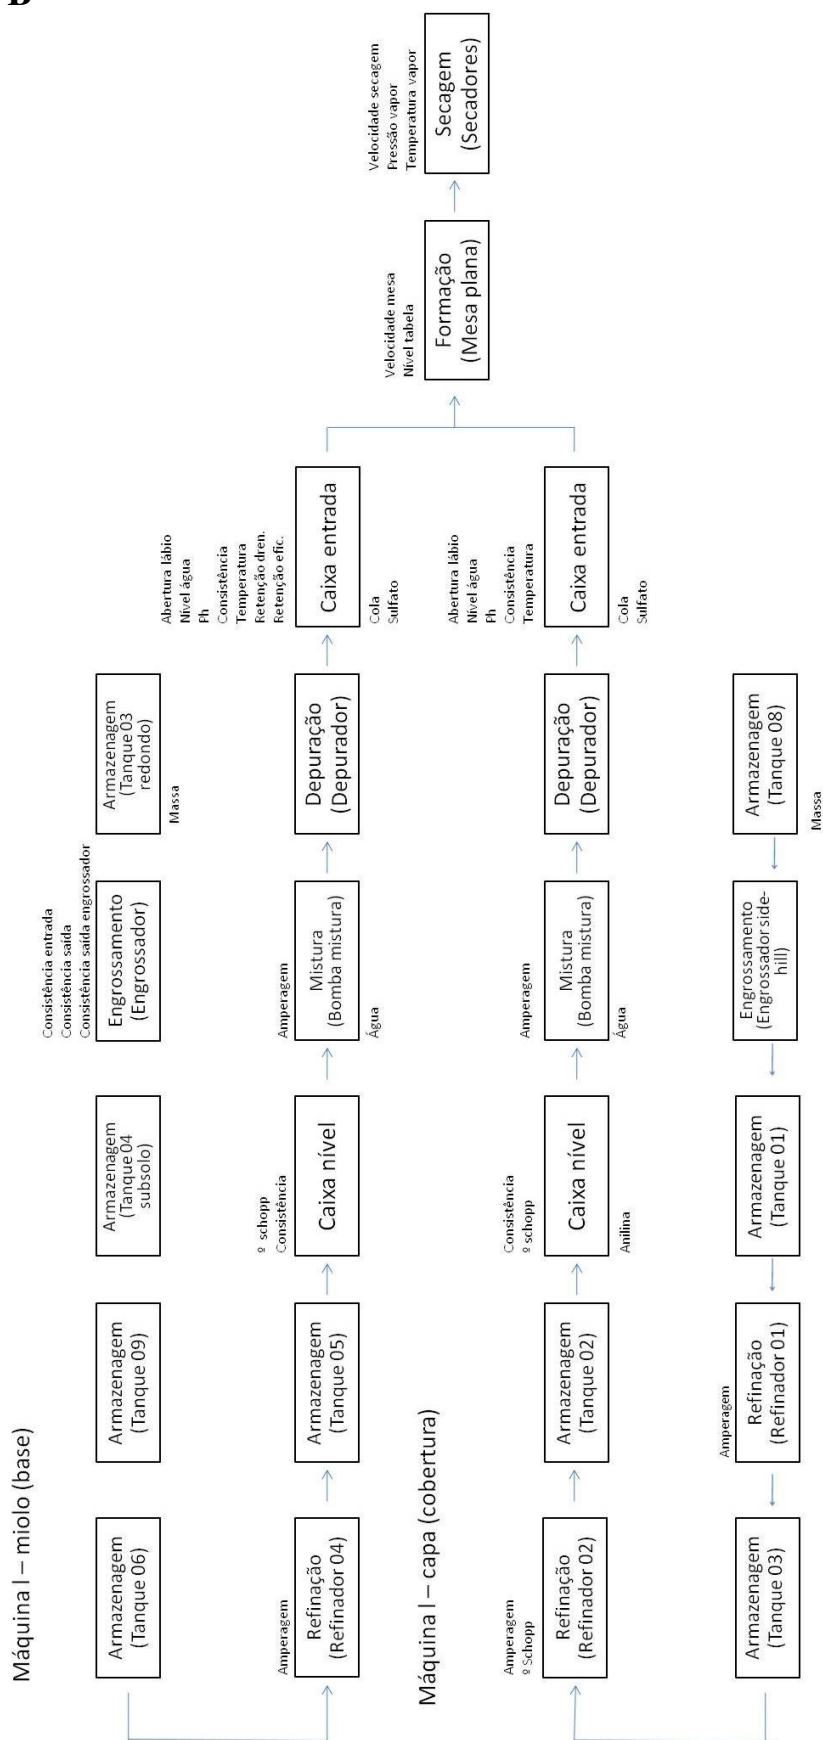 B
Máquina I – miolo (base)
Armazenagem
(Tanque 06)
Armazenagem
(Tanque 09)
Armazenagem
(Tanque 04
subsolo)
Consistência entrada
Consistência saída
Consistência saída engrossador
Engrossamento
(Engrossador)
Armazenagem
(Tanque 03
redondo)
Massa
Amperagem
Refinação
(Refinador 04)
Armazenagem
(Tanque 05)
º schopp
Consistência
Caixa nível
Amperagem
Mistura
(Bomba mistura)
Água
Depuração
(Depurador)
Abertura lábio
Nível água
Ph
Consistência
Temperatura
Retenção dren.
Retenção efic.
Caixa entrada
Cola
Sulfato
Velocidade mesa
Nível tabela
Formação
(Mesa plana)
Velocidade secagem
Pressão vapor
Temperatura vapor
Secagem
(Secadores)
Máquina I – capa (cobertura)
Amperagem
º Schopp
Refinação
(Refinador 02)
Armazenagem
(Tanque 02)
Consistência
º schopp
Caixa nível
Anilina
Amperagem
Mistura
(Bomba mistura)
Água
Depuração
(Depurador)
Abertura lábio
Nível água
Ph
Consistência
Temperatura
Caixa entrada
Cola
Sulfato
Armazenagem
(Tanque 03)
Amperagem
Refinação
(Refinador 01)
Armazenagem
(Tanque 01)
Engrossamento
(Engrossador side-
hill)
Armazenagem
(Tanque 08)
Massa